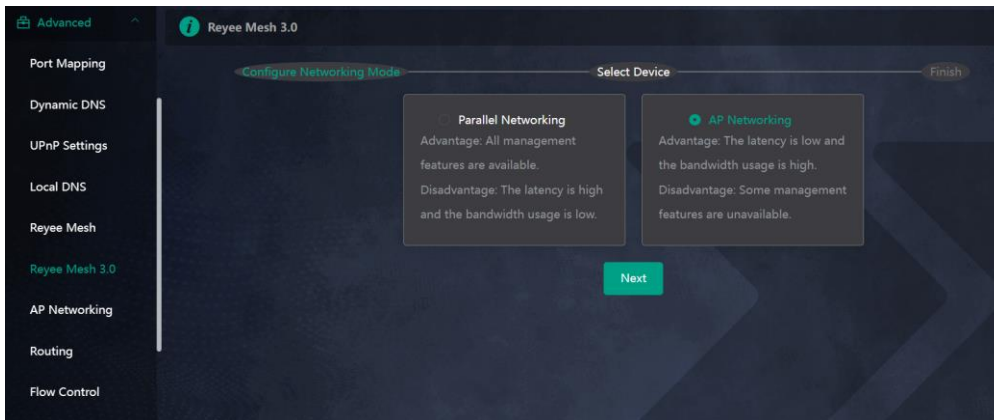 Advanced
Port Mapping
Dynamic DNS
UPnP Settings
Local DNS
Reyee Mesh
Reyee Mesh 3.0
AP Networking
Routing
Flow Control
Reyee Mesh 3.0
Configure Networking Mode
Select Device
Finish
Parallel Networking
Advantage: All management
features are available.
Disadvantage: The latency is high
and the bandwidth usage is low.
AP Networking
Advantage: The latency is low and
the bandwidth usage is high.
Disadvantage: Some management
features are unavailable.
Next